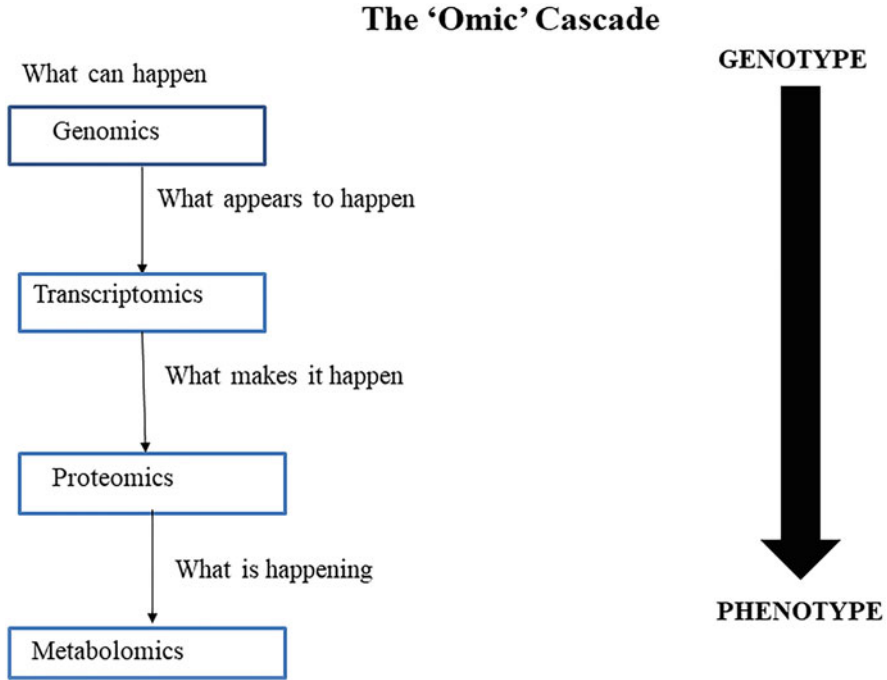 The ‘Omic’ Cascade
GENOTYPE
What can happen
Genomics
What appears to happen
Transcriptomics
What makes it happen
Proteomics
What is happening
PHENOTYPE
Metabolomics